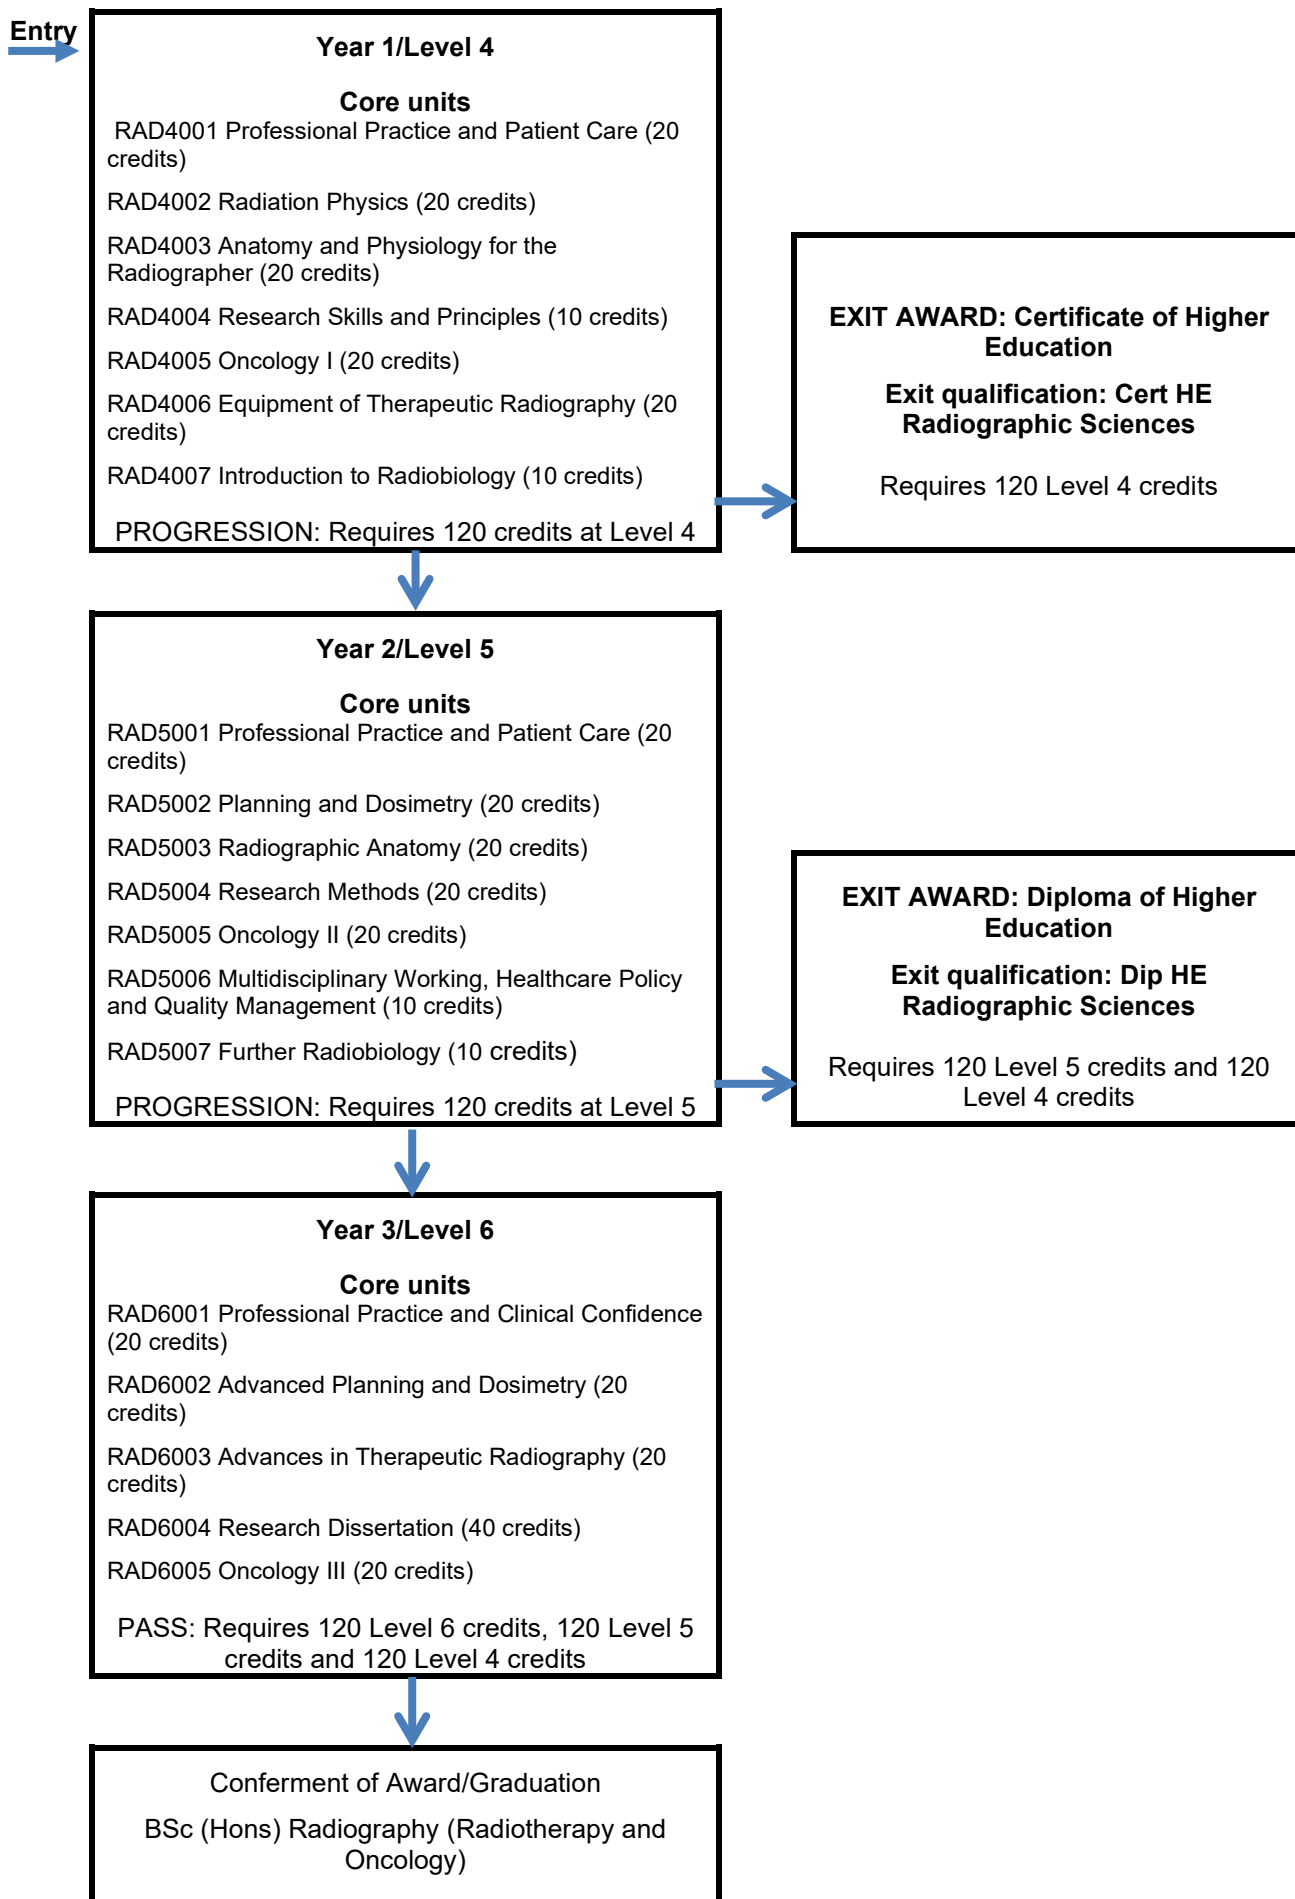 Entry
Year 1/Level 4
Core units
RAD4001 Professional Practice and Patient Care (20
credits)
RAD4002 Radiation Physics (20 credits)
RAD4003 Anatomy and Physiology for the
Radiographer (20 credits)
RAD4004 Research Skills and Principles (10 credits)
RAD4005 Oncology I (20 credits)
RAD4006 Equipment of Therapeutic Radiography (20
credits)
RAD4007 Introduction to Radiobiology (10 credits)
PROGRESSION: Requires 120 credits at Level 4
EXIT AWARD: Certificate of Higher
Education
Exit qualification: Cert HE
Radiographic Sciences
Requires 120 Level 4 credits
Year 2/Level 5
Core units
RAD5001 Professional Practice and Patient Care (20
credits)
RAD5002 Planning and Dosimetry (20 credits)
RAD5003 Radiographic Anatomy (20 credits)
RAD5004 Research Methods (20 credits)
RAD5005 Oncology II (20 credits)
RAD5006 Multidisciplinary Working, Healthcare Policy
and Quality Management (10 credits)
RAD5007 Further Radiobiology (10 credits)
PROGRESSION: Requires 120 credits at Level 5
EXIT AWARD: Diploma of Higher
Education
Exit qualification: Dip HE
Radiographic Sciences
Requires 120 Level 5 credits and 120
Level 4 credits
Year 3/Level 6
Core units
RAD6001 Professional Practice and Clinical Confidence
(20 credits)
RAD6002 Advanced Planning and Dosimetry (20
credits)
RAD6003 Advances in Therapeutic Radiography (20
credits)
RAD6004 Research Dissertation (40 credits)
RAD6005 Oncology III (20 credits)
PASS: Requires 120 Level 6 credits, 120 Level 5
credits and 120 Level 4 credits
Conferment of Award/Graduation
BSc (Hons) Radiography (Radiotherapy and
Oncology)